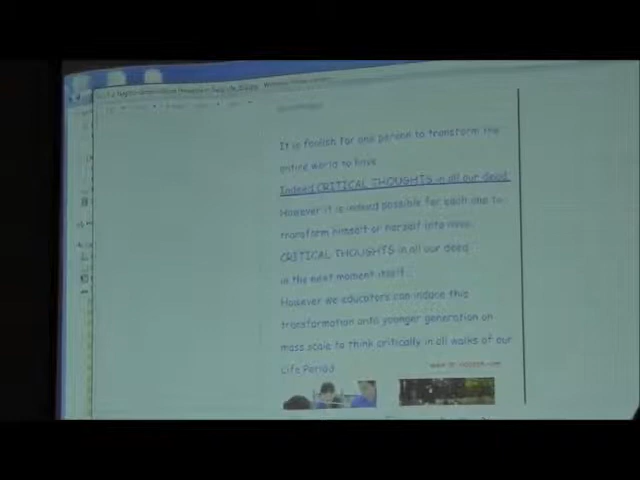 It is foolish for one person to transform the
entire world to have
Indeed CRITICAL THOUGHTS in all our deed
However it is indeed possible for each one to
transform himself or herself into have
CRITICAL THOUGHTS in all our deed
in the next moment itself
However we educators can induce this
transformation onto younger generation on
mass scale to think critically in all walks of our
Life Period